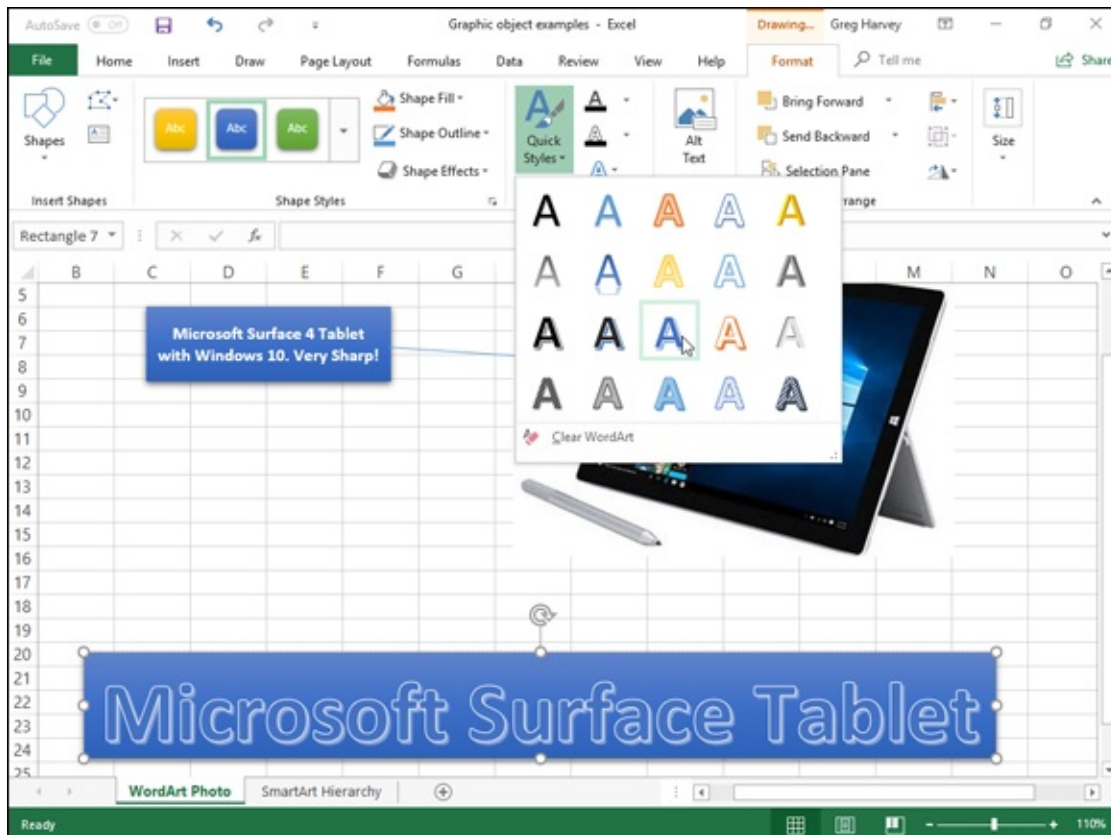 AutoSave Off
Graphic object examples - Excel
Drawing...
Greg Harvey
File Home Insert Draw Page Layout Formulas Data Review View Help Format Tell me Share
Shapes
Insert Shapes
Abc Abc Abc
Shape Fill
Shape Outline
Shape Effects
Shape Styles
Quick
Styles
A
A
A
Alt
Text
Bring Forward
Send Backward
Selection Pane
range
Size
Rectangle 7
fx
A A A A A
A A A A A
A A A A A
A A A A A
Clear WordArt
B C D E F G M N O
5
6
7
8
9
10
11
12
13
14
15
16
17
18
19
20
21
22
23
24
25
Microsoft Surface 4 Tablet
with Windows 10. Very Sharp!
Microsoft Surface Tablet
WordArt Photo SmartArt Hierarchy
Ready
110%